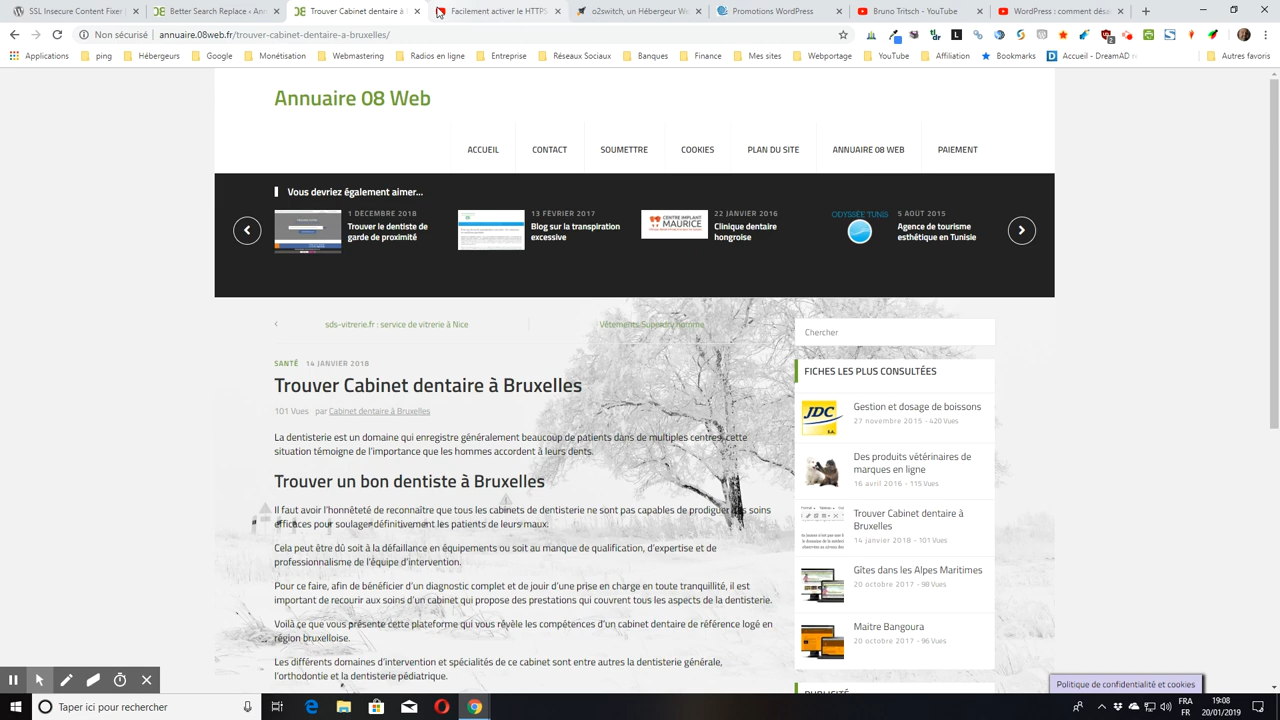 SSL Insecure Content Fixer
Better Search Replace ‹ Ann
Trouver Cabinet dentaire à
Facilement activer le HTTPS
o2switch, un Hébergeur We
Promotions WordPress
Bruno Tritsch - YouTube
WordPress : comment désa
Non sécurisé annuaire.08web.fr/trouver-cabinet-dentaire-a-bruxelles/
Applications ping Hébergeurs Google Monétisation Webmastering Radios en ligne Entreprise Réseaux Sociaux Banques Finance Mes sites Webportage YouTube Affiliation Bookmarks Accueil - DreamAD Autres favoris
Annuaire 08 Web
ACCUEIL CONTACT SOUMETTRE COOKIES PLAN DU SITE ANNUAIRE 08 WEB PAIEMENT
Vous devriez également aimer...
1 DÉCEMBRE 2018
Trouver le dentiste de
garde de proximité
13 FÉVRIER 2017
Blog sur la transpiration
excessive
CENTRE IMPLANT
MAURICE
22 JANVIER 2016
Clinique dentaire
hongroise
ODYSSÉE TUNIS
5 AOÛT 2015
Agence de tourisme
esthétique en Tunisie
sds-vitrerie.fr : service de vitrerie à Nice
Vêtements Superdry homme
SANTÉ 14 JANVIER 2018
Trouver Cabinet dentaire à Bruxelles
101 Vues par Cabinet dentaire à Bruxelles
La dentisterie est un domaine qui enregistre généralement beaucoup de patients dans de multiples centres, cette
situation témoigne de l'importance que les hommes accordent à leurs dents.
Trouver un bon dentiste à Bruxelles
Il faut avoir l'honnêteté de reconnaître que tous les cabinets de dentisterie ne sont pas capables de prodiguer des soins
efficaces pour soulager définitivement les patients de leurs maux.
Cela peut être dû soit à la défaillance en équipements ou soit au manque de qualification, d'expertise et de
professionnalisme de l'équipe d'intervention.
Pour ce faire, afin de bénéficier d'un diagnostic complet et de jouir d'une prise en charge en toute tranquillité, il est
important de recourir aux soins d'un cabinet qui propose des prestations qui couvrent tous les aspects de la dentisterie.
Voilà ce que vous présente cette plateforme qui vous révèle les compétences d'un cabinet dentaire de référence logé en
région bruxelloise.
Les différents domaines d'intervention et spécialités de ce cabinet sont entre autres la dentisterie générale,
l'orthodontie et la dentisterie pédiatrique.
Chercher
FICHES LES PLUS CONSULTÉES
JDC
S.A.
Gestion et dosage de boissons
27 novembre 2015 - 420 Vues
Des produits vétérinaires de
marques en ligne
16 avril 2016 - 115 Vues
Trouver Cabinet dentaire à
Bruxelles
14 janvier 2018 - 101 Vues
Gîtes dans les Alpes Maritimes
20 octobre 2017 - 98 Vues
Maitre Bangoura
20 octobre 2017 - 96 Vues
PUBLICITÉ
Politique de confidentialité et cookies
Taper ici pour rechercher
FRA
FR
19:08
20/01/2019